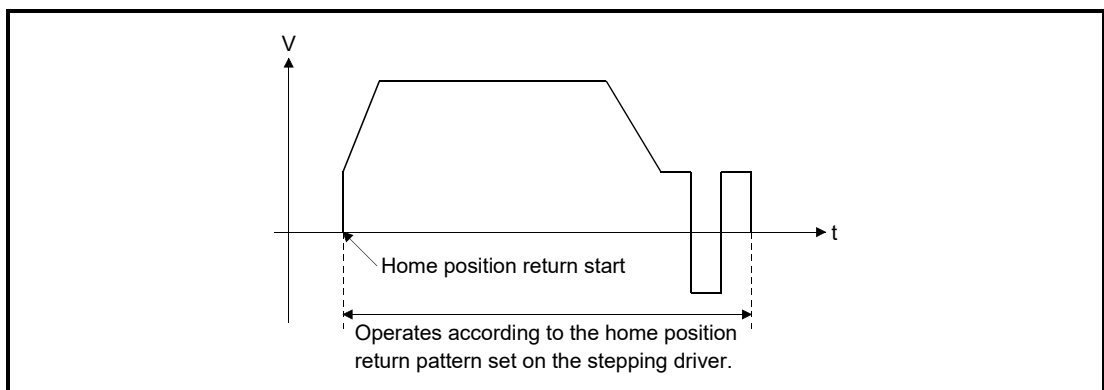 V
t
Home position return start
Operates according to the home position
return pattern set on the stepping driver.